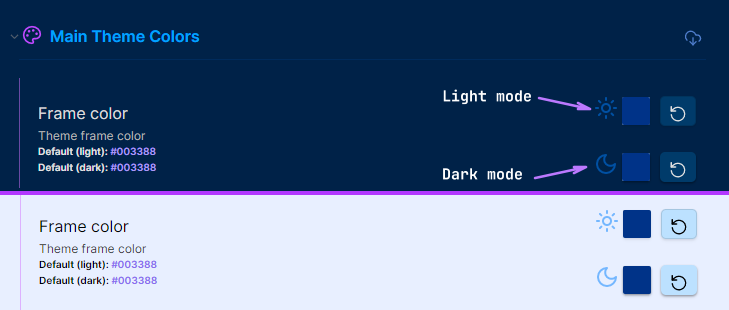 Main Theme Colors
Light mode
Frame color
Theme frame color
Default (light): #003388
Default (dark): #003388
Dark mode
Frame color
Theme frame color
Default (light): #003388
Default (dark): #003388